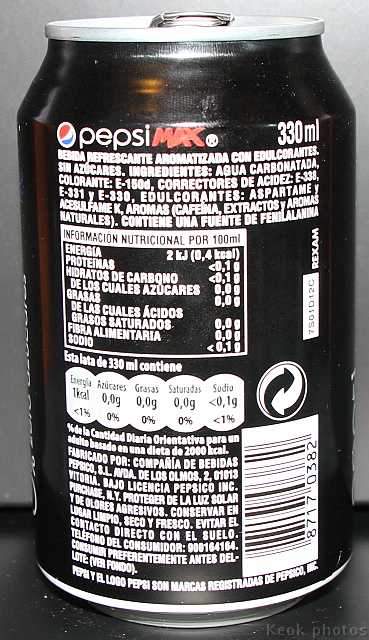 pepsi MAX ® 330 ml
BEBIDA REFRESCANTE AROMATIZADA CON EDULCORANTES.
SIN AZÚCARES. INGREDIENTES: AGUA CARBONATADA,
COLORANTE: E-150d, CORRECTORES DE ACIDEZ: E-338,
E-331 y E-330, EDULCORANTES: ASPARTAME y
ACESULFAME K, AROMAS (CAFEÍNA, EXTRACTOS y AROMAS
NATURALES). CONTIENE UNA FUENTE DE FENILALANINA
INFORMACIÓN NUTRICIONAL POR 100ml
ENERGÍA 2 kJ (0,4 kcal)
PROTEÍNAS <0,1 g
HIDRATOS DE CARBONO <0,1 g
DE LOS CUALES AZÚCARES 0,0 g
GRASAS 0,0 g
DE LAS CUALES ÁCIDOS
GRASOS SATURADOS 0,0 g
FIBRA ALIMENTARIA 0,0 g
SODIO <0,1 g
REXAM
7501D12C
Esta lata de 330 ml contiene
Energía Azúcares Grasas Saturadas Sodio
1kcal 0,0g 0,0g 0,0g <0,1g
<1% 0% 0% 0% <1%
% de la Cantidad Diaria Orientativa para un
adulto basado en una dieta de 2000 kcal.
FABRICADO POR: COMPAÑÍA DE BEBIDAS
PEPSICO, S.L. AVDA. DE LOS OLMOS, 2, 01013
VITORIA. BAJO LICENCIA PEPSICO INC.
PURCHASE, N.Y. PROTEGER DE LA LUZ SOLAR
Y DE OLORES AGRESIVOS. CONSERVAR EN
LUGAR LIMPIO, SECO Y FRESCO. EVITAR EL
CONTACTO DIRECTO CON EL SUELO.
TELÉFONO DEL CONSUMIDOR: 900164164.
CONSUMIR PREFERENTEMENTE ANTES DEL-
LOTE: (VER FONDO).
PEPSI Y EL LOGO PEPSI SON MARCAS REGISTRADAS DE PEPSICO, INC.
8717 0382
Keok photos